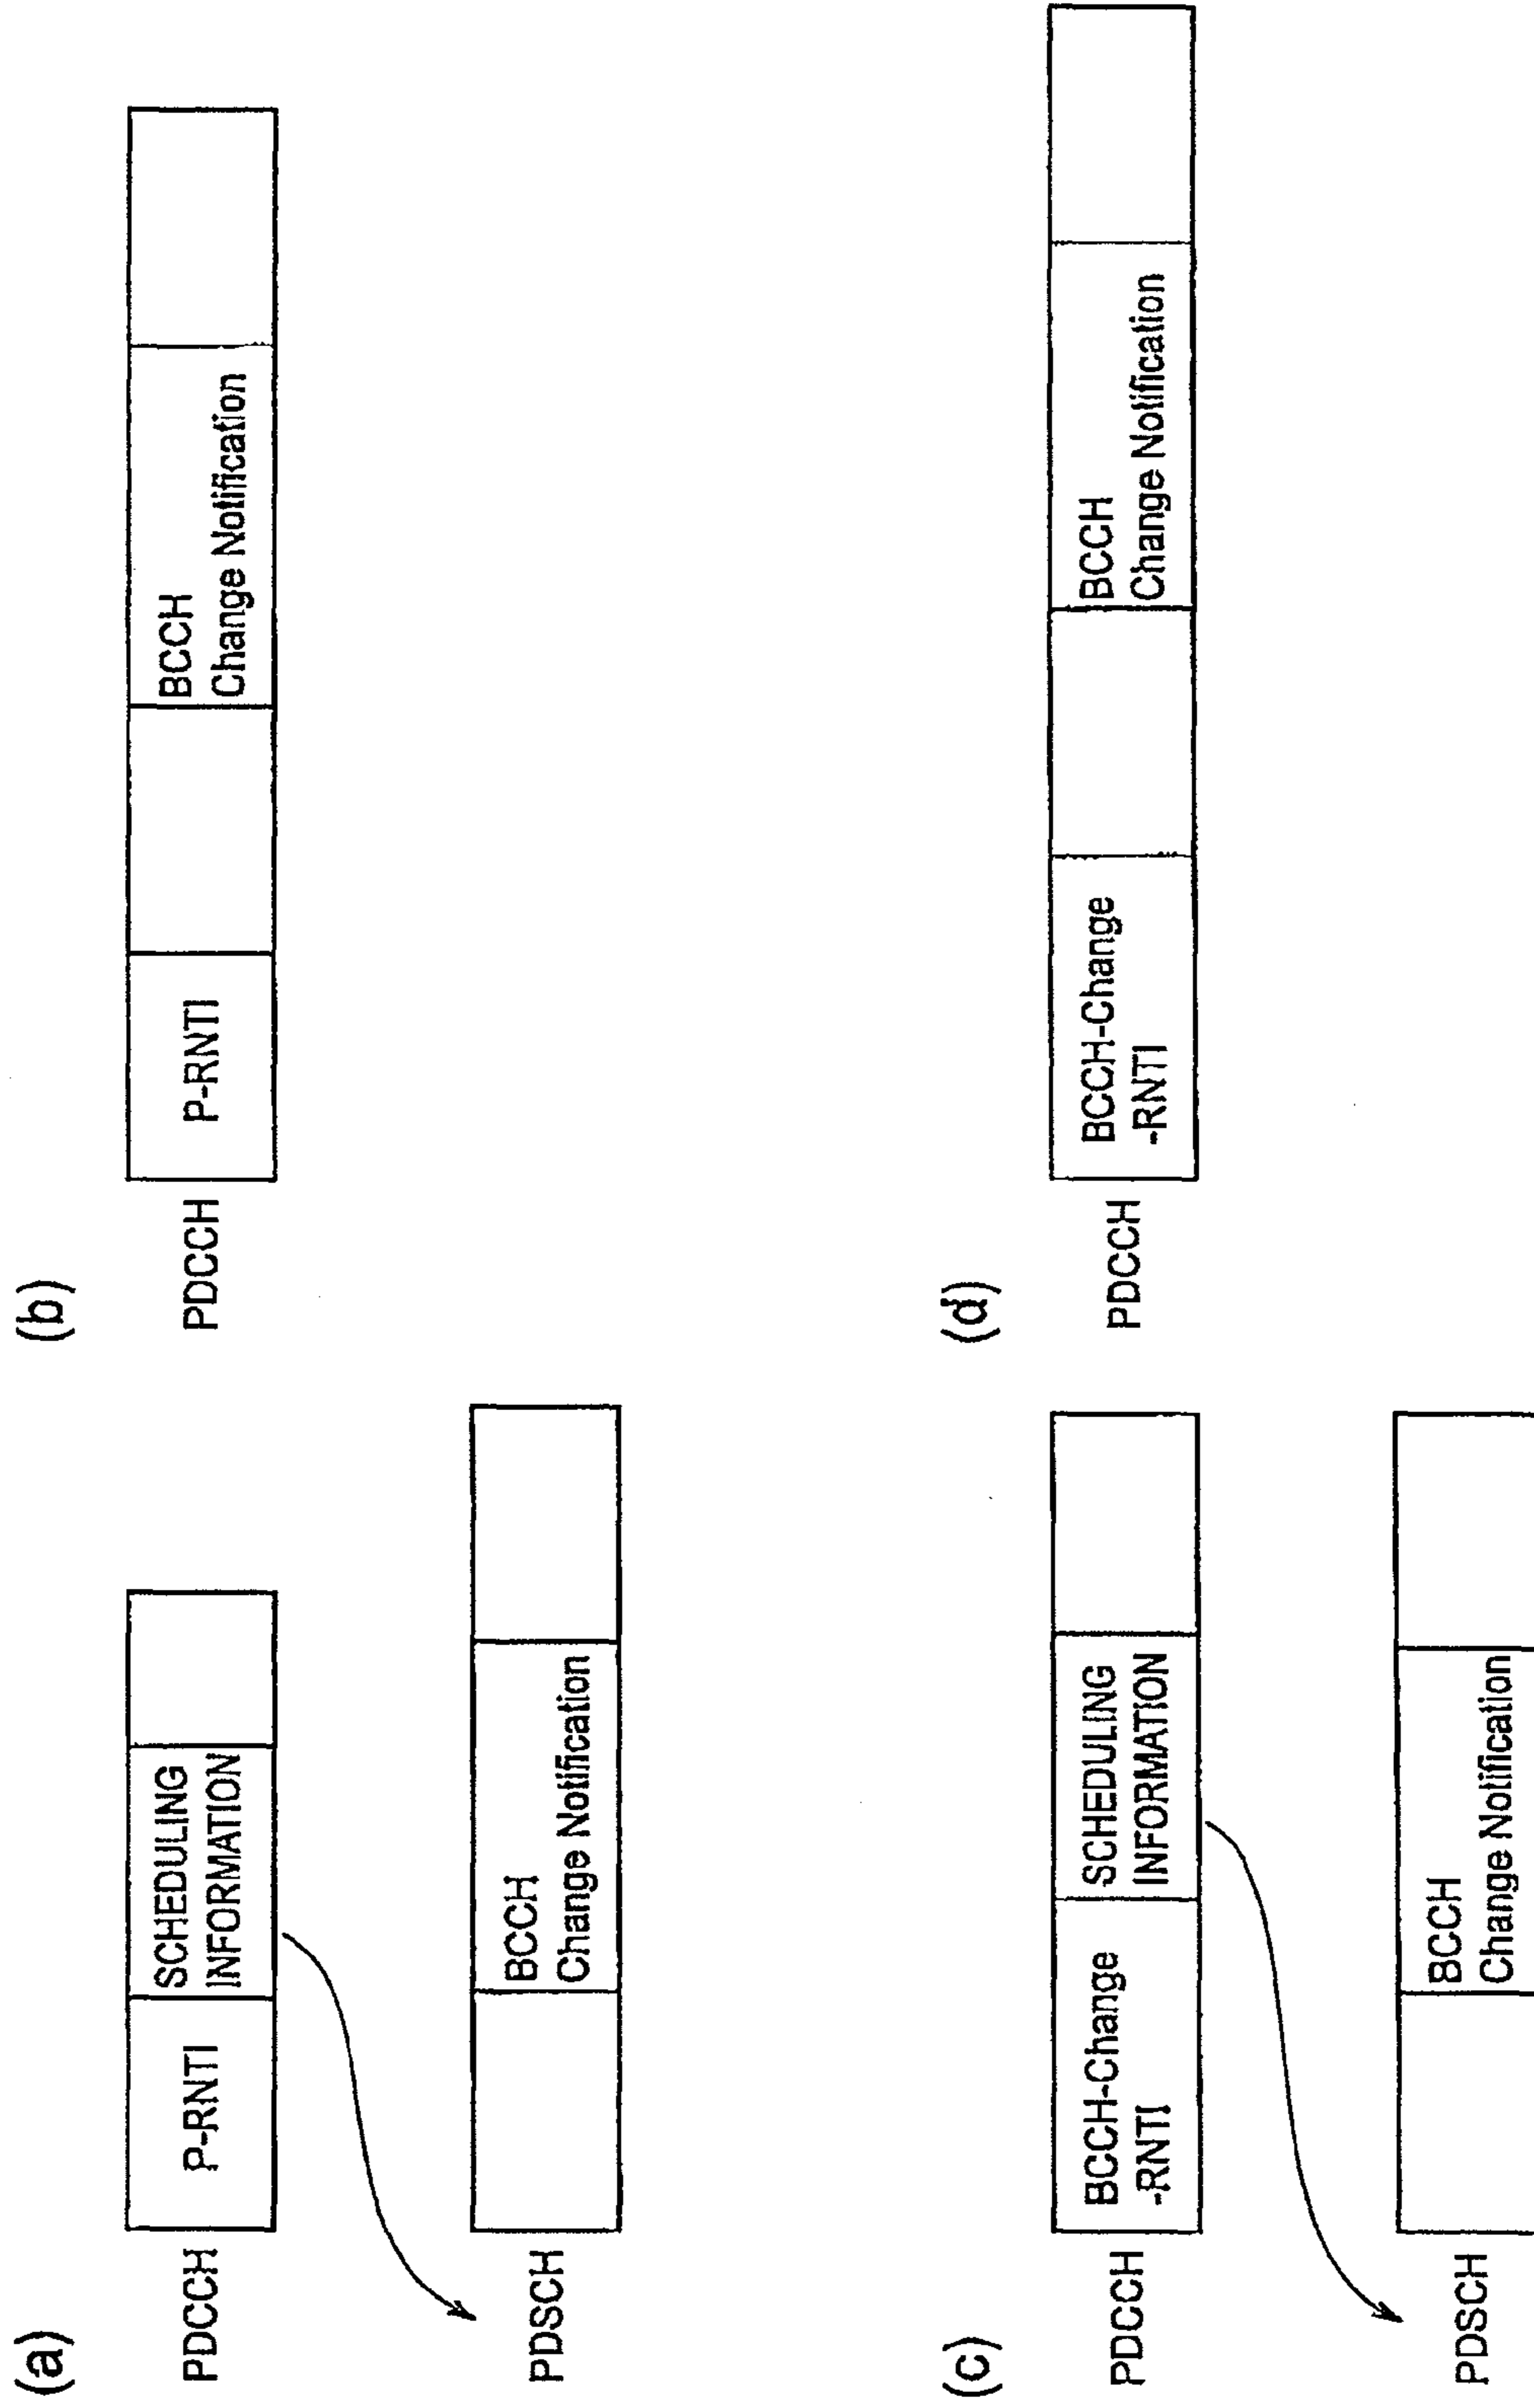 (a)
PDCCH
P-RNTI
SCHEDULING
INFORMATION
PDSCH
BCCH
Change Notification
(b)
PDCCH
P-RNTI
BCCH
Change Notification
(c)
PDCCH
BCCH-Change
-RNTI
SCHEDULING
INFORMATION
PDSCH
BCCH
Change Notification
(d)
PDCCH
BCCH-Change
-RNTI
BCCH
Change Notification